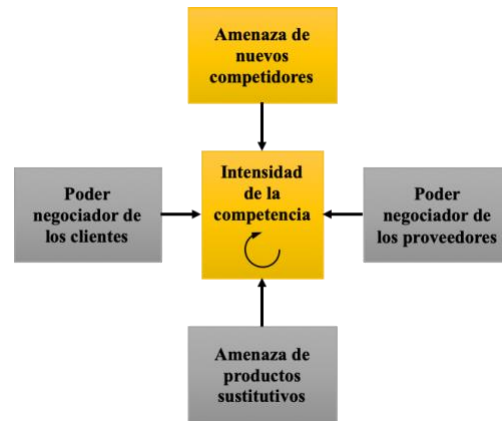 Amenaza de
nuevos
competidores
Poder
negociador de
los clientes
Intensidad
de la
competencia
Poder
negociador de
los proveedores
Amenaza de
productos
sustitutivos